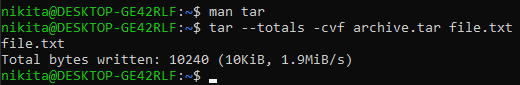 nikita@DESKTOP-GE42RLF:~$ man tar
nikita@DESKTOP-GE42RLF:~$ tar --totals -cvf archive.tar file.txt
file.txt
Total bytes written: 10240 (10KiB, 1.9MiB/s)
nikita@DESKTOP-GE42RLF:~$